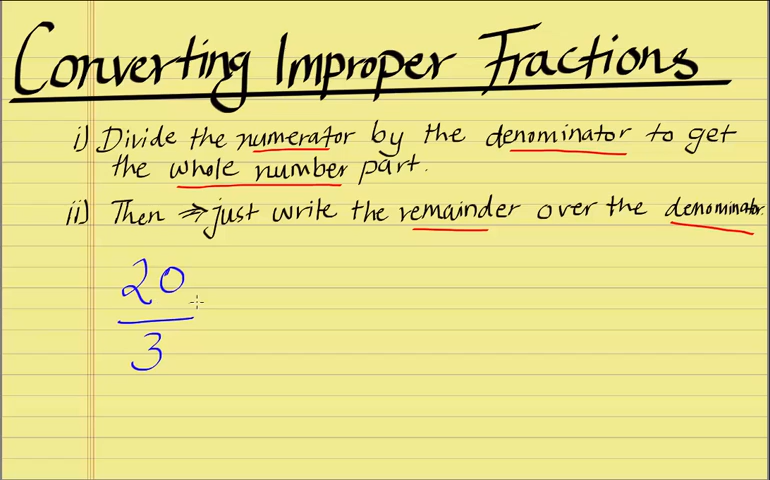 Converting Improper Fractions
i) Divide the numerator by the denominator to get
the whole number part.
ii) Then ⇒ just write the remainder over the denominator.
20
3